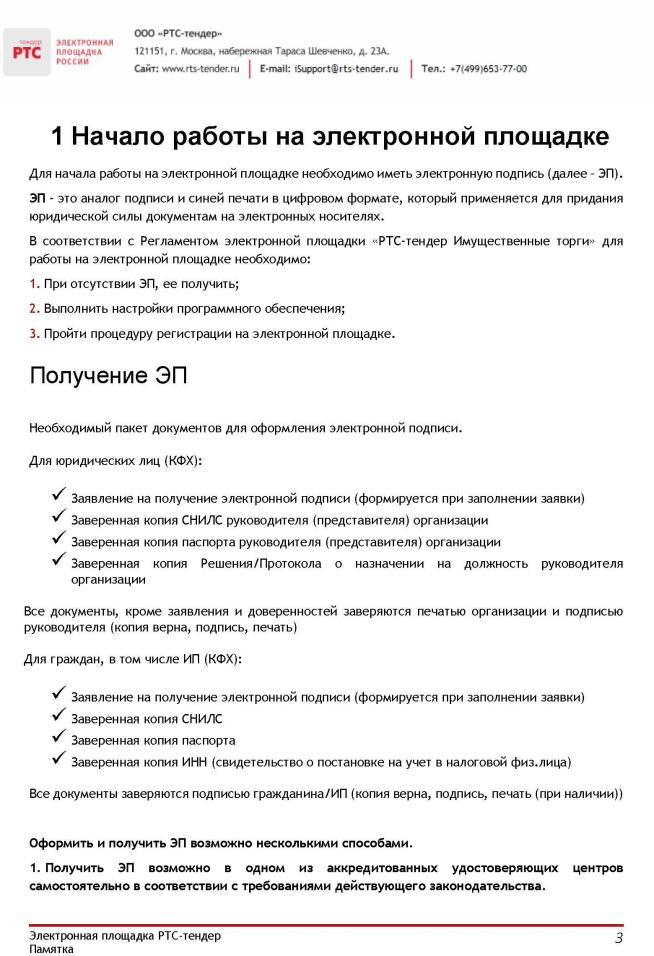 тендер
РТС
ЭЛЕКТРОННАЯ
ПЛОЩАДКА
РОССИИ
ООО «РТС-тендер»
121151, г. Москва, набережная Тараса Шевченко, д. 23А.
Сайт: www.rts-tender.ru | E-mail: iSupport@rts-tender.ru | Тел.: +7(499)653-77-00
1 Начало работы на электронной площадке
Для начала работы на электронной площадке необходимо иметь электронную подпись (далее - ЭП).
ЭП - это аналог подписи и синей печати в цифровом формате, который применяется для придания
юридической силы документам на электронных носителях.
В соответствии с Регламентом электронной площадки «РТС-тендер Имущественные торги» для
работы на электронной площадке необходимо:
1. При отсутствии ЭП, ее получить;
2. Выполнить настройки программного обеспечения;
3. Пройти процедуру регистрации на электронной площадке.
Получение ЭП
Необходимый пакет документов для оформления электронной подписи.
Для юридических лиц (КФХ):
✓ Заявление на получение электронной подписи (формируется при заполнении заявки)
✓ Заверенная копия СНИЛС руководителя (представителя) организации
✓ Заверенная копия паспорта руководителя (представителя) организации
✓ Заверенная копия Решения/Протокола о назначении на должность руководителя
организации
Все документы, кроме заявления и доверенностей заверяются печатью организации и подписью
руководителя (копия верна, подпись, печать)
Для граждан, в том числе ИП (КФХ):
✓ Заявление на получение электронной подписи (формируется при заполнении заявки)
✓ Заверенная копия СНИЛС
✓ Заверенная копия паспорта
✓ Заверенная копия ИНН (свидетельство о постановке на учет в налоговой физ.лица)
Все документы заверяются подписью гражданина/ИП (копия верна, подпись, печать (при наличии))
Оформить и получить ЭП возможно несколькими способами.
1. Получить ЭП возможно в одном из аккредитованных удостоверяющих центров
самостоятельно в соответствии с требованиями действующего законодательства.
Электронная площадка РТС-тендер
Памятка
3